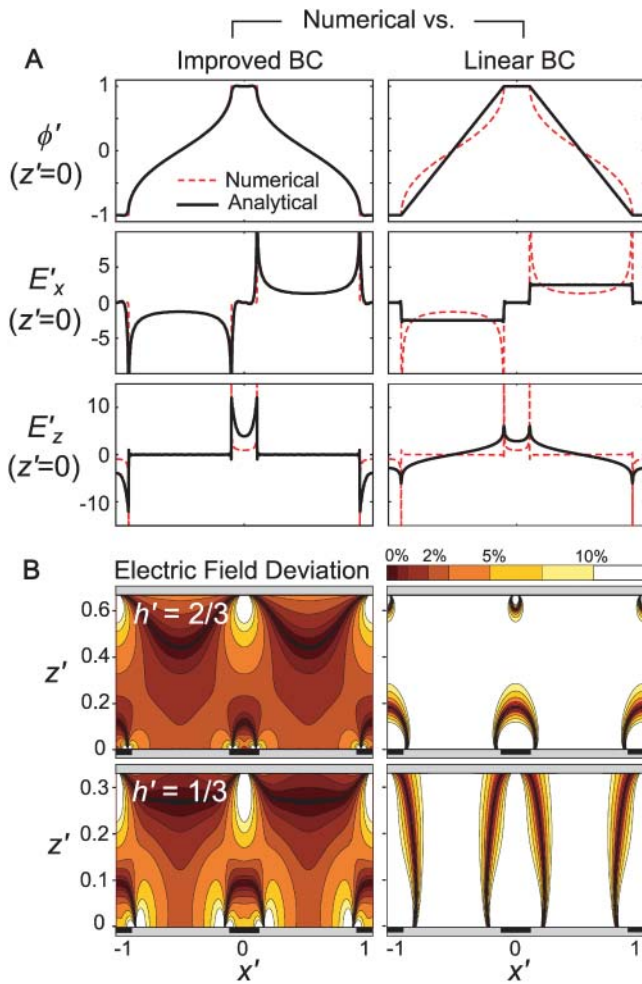 Numerical vs.
A
Improved BC
Linear BC
ϕ'
(z'=0)
1
0
-1
Numerical
Analytical
E'x
(z'=0)
5
0
-5
E'z
(z'=0)
10
0
-10
B
Electric Field Deviation
0% 2% 5% 10%
h' = 2/3
z'
0.6
0.4
0.2
0
h' = 1/3
z'
0.3
0.2
0.1
0
-1 0 1
x'
-1 0 1
x'